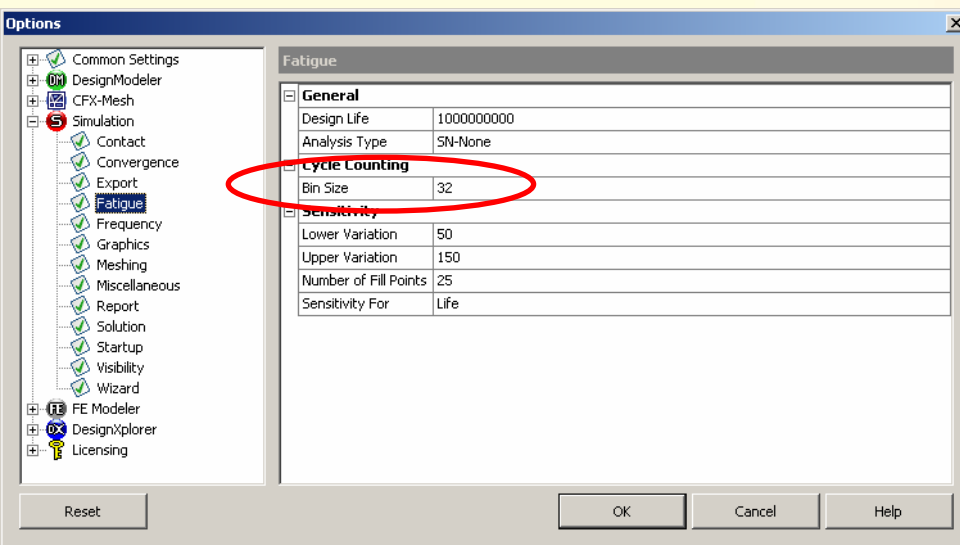 Options
Common Settings
DesignModeler
CFX-Mesh
Simulation
Contact
Convergence
Export
Fatigue
Frequency
Graphics
Meshing
Miscellaneous
Report
Solution
Startup
Visibility
Wizard
FE Modeler
DesignXplorer
Licensing
Fatigue
General
Design Life 1000000000
Analysis Type SN-None
Cycle Counting
Bin Size 32
Sensitivity
Lower Variation 50
Upper Variation 150
Number of Fill Points 25
Sensitivity For Life
Reset OK Cancel Help